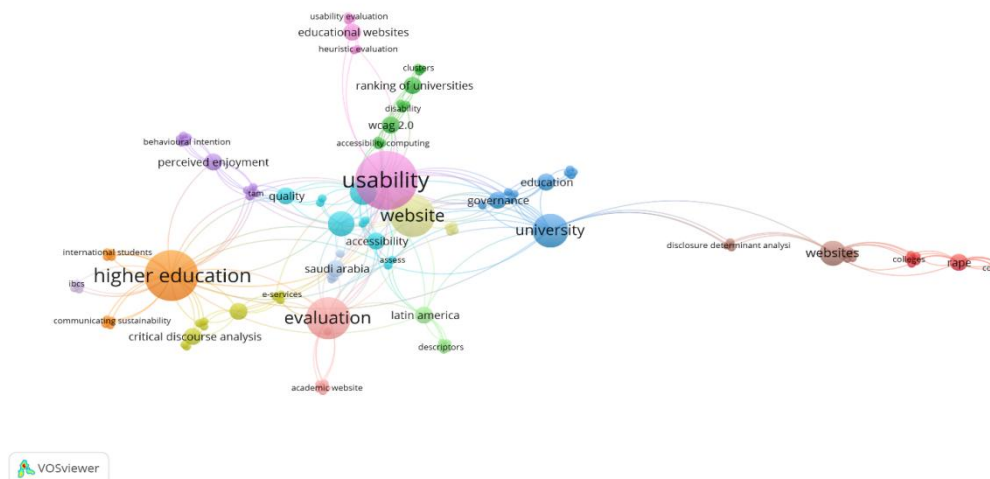 usability evaluation
educational websites
heuristic evaluation
clusters
ranking of universities
disability
wcag 2.0
accessibility computing
behavioural intention
perceived enjoyment
tam
quality
usability
website
education
governance
university
accessibility
assess
saudi arabia
international students
higher education
ibcs
communicating sustainability
e-services
critical discourse analysis
evaluation
latin america
descriptors
academic website
disclosure determinant analysi
websites
colleges
rape
co
VOSviewer